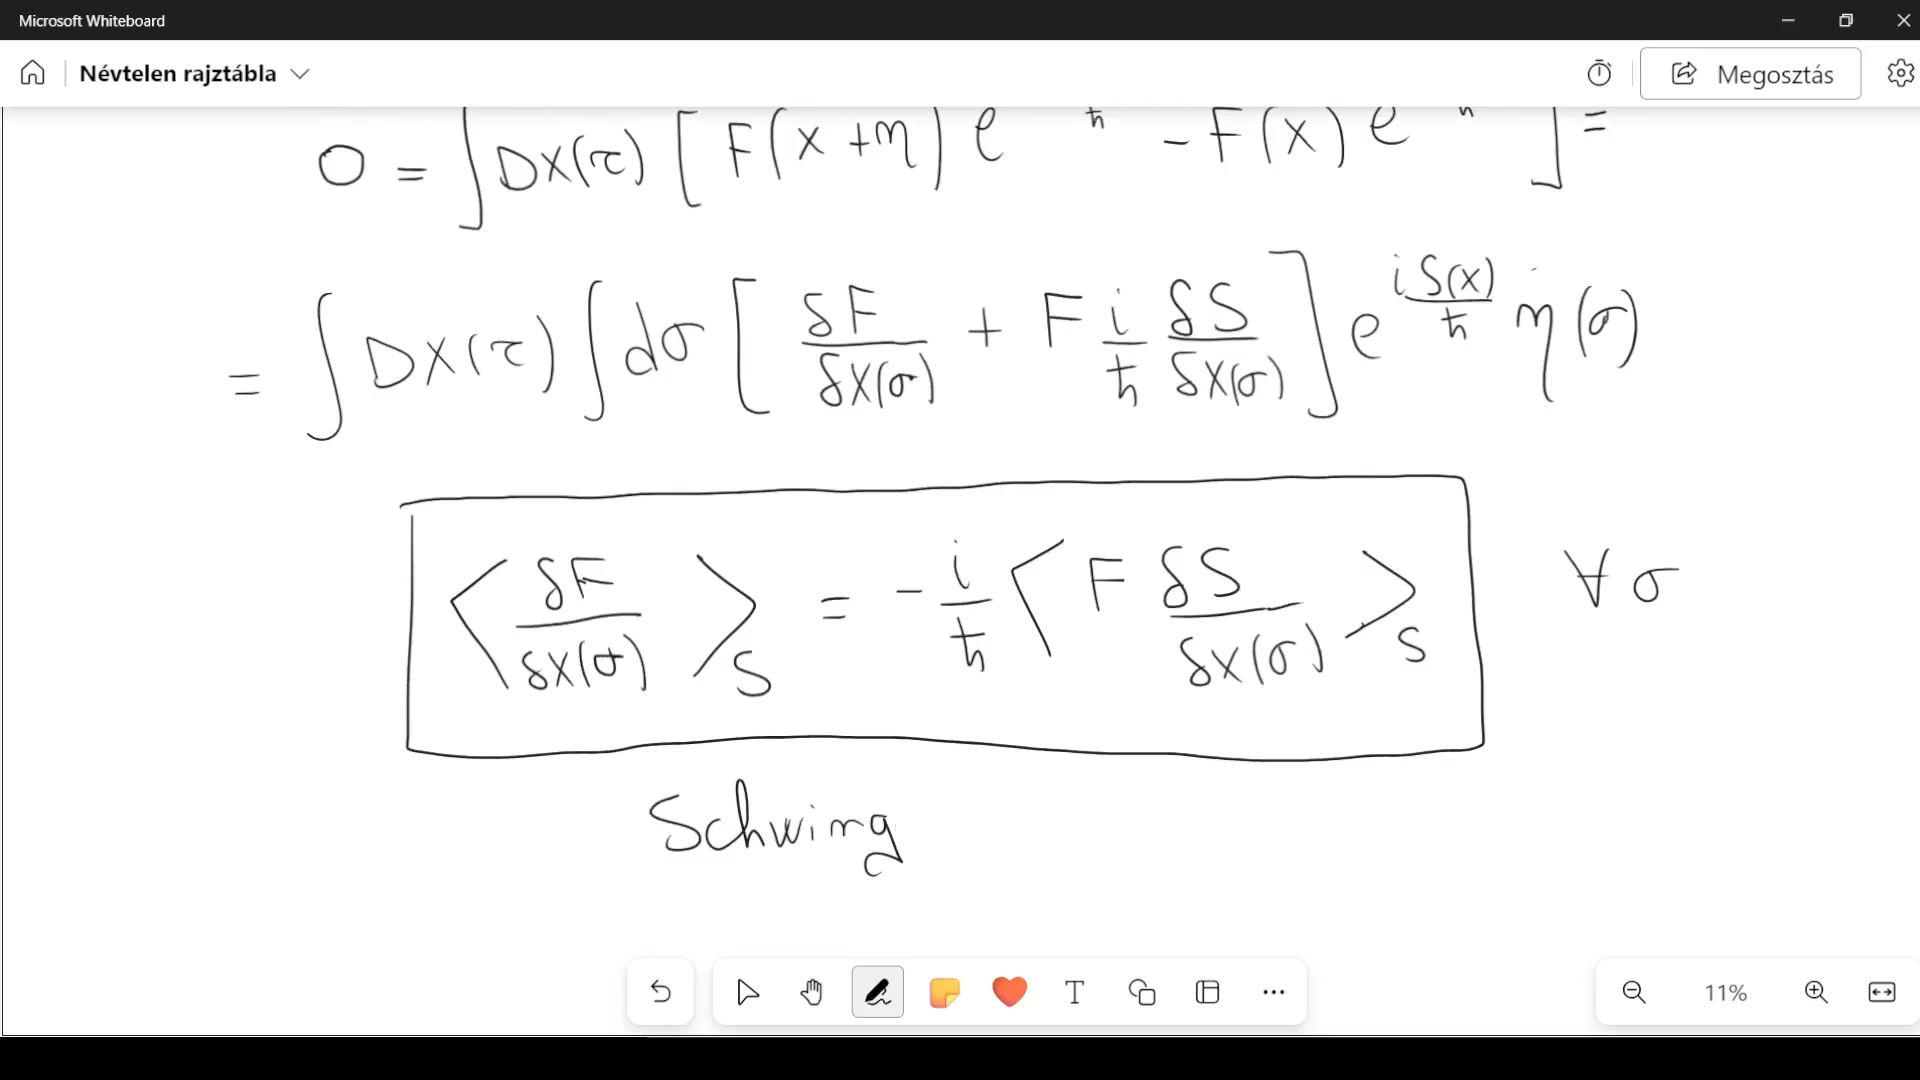 Microsoft Whiteboard
Névtelen rajztábla
Megosztás
0 = ∫DX(τ) [F(x+η) e ħ - F(x) e ħ ] =
= ∫DX(τ) ∫dσ [δF/δX(σ) + F i/ħ δS/δX(σ)] e^{iS(x)/ħ} η(σ)
⟨δF/δX(σ)⟩_S = - i/ħ ⟨F δS/δX(σ)⟩_S ∀σ
Schwing
T
11%